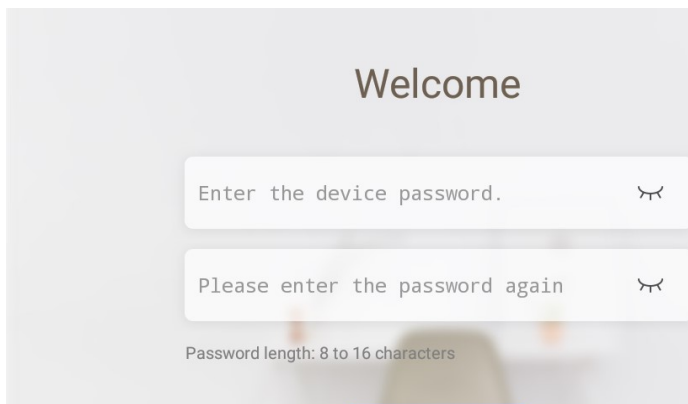 Welcome
Enter the device password.
Please enter the password again
Password length: 8 to 16 characters